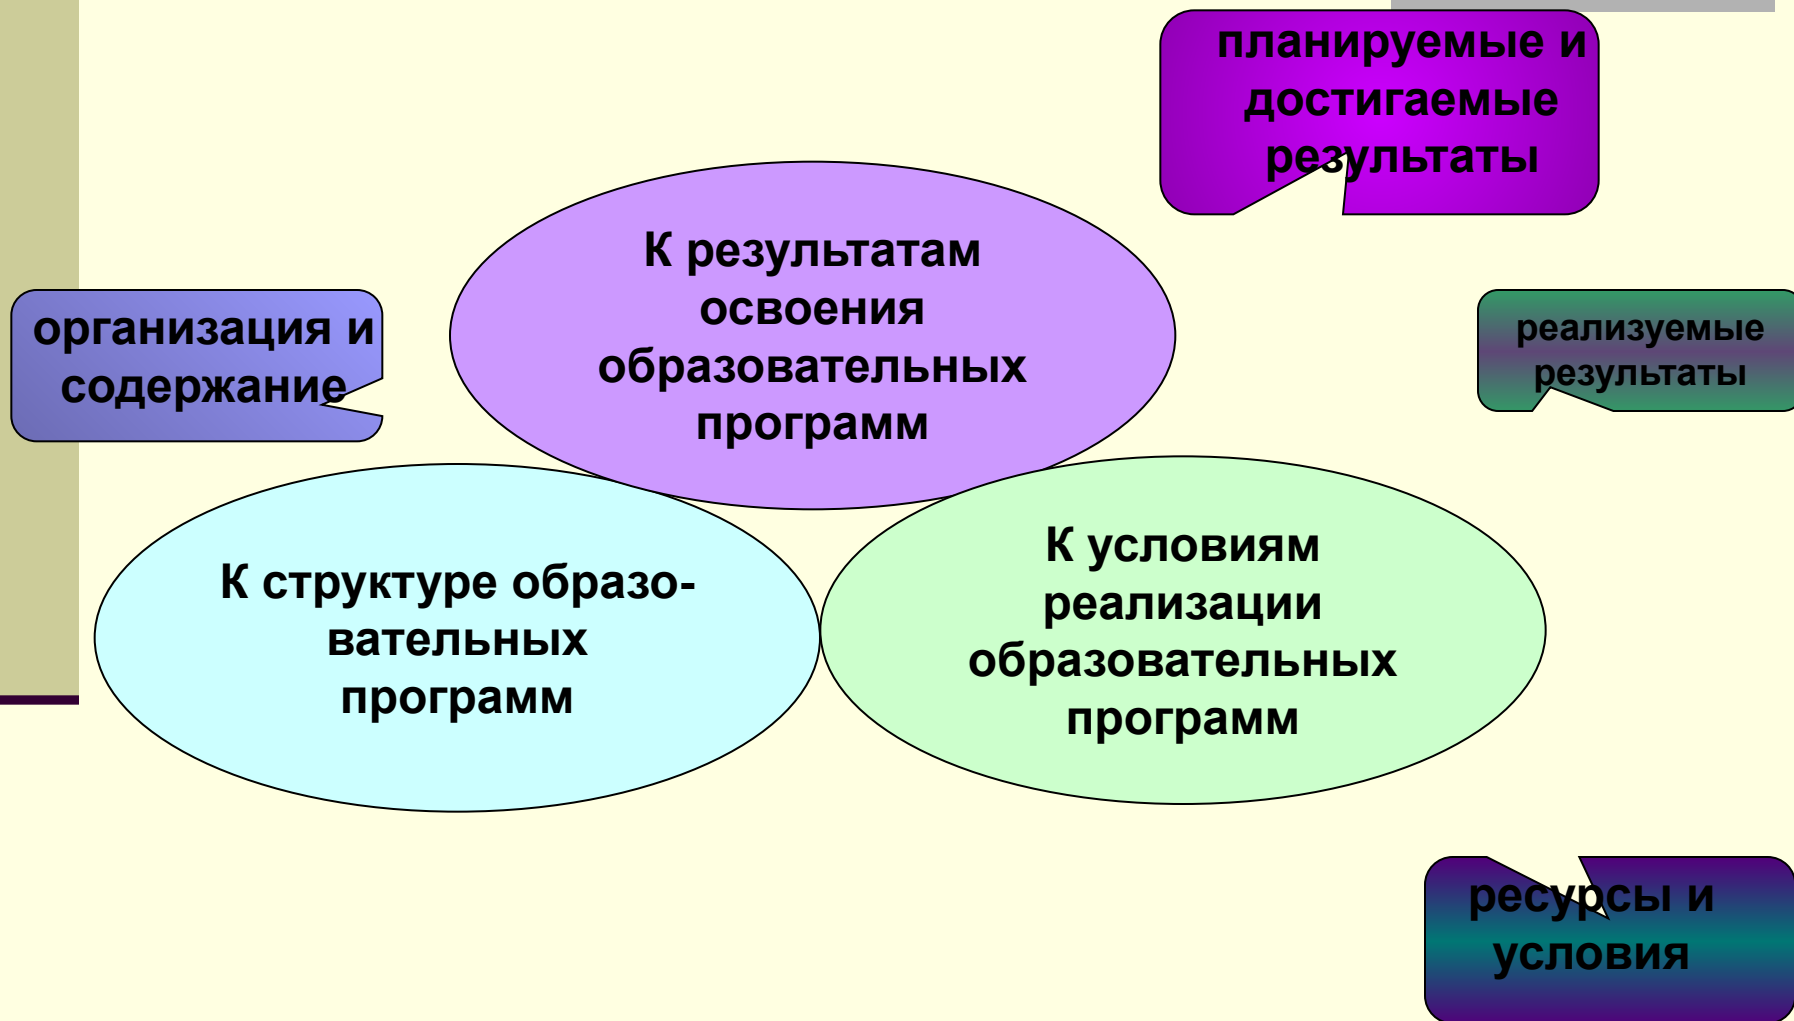 планируемые и
достигаемые
результаты
К результатам
освоения
образовательных
программ
организация и
содержание
реализуемые
результаты
К структуре образо-
вательных
программ
К условиям
реализации
образовательных
программ
ресурсы и
условия